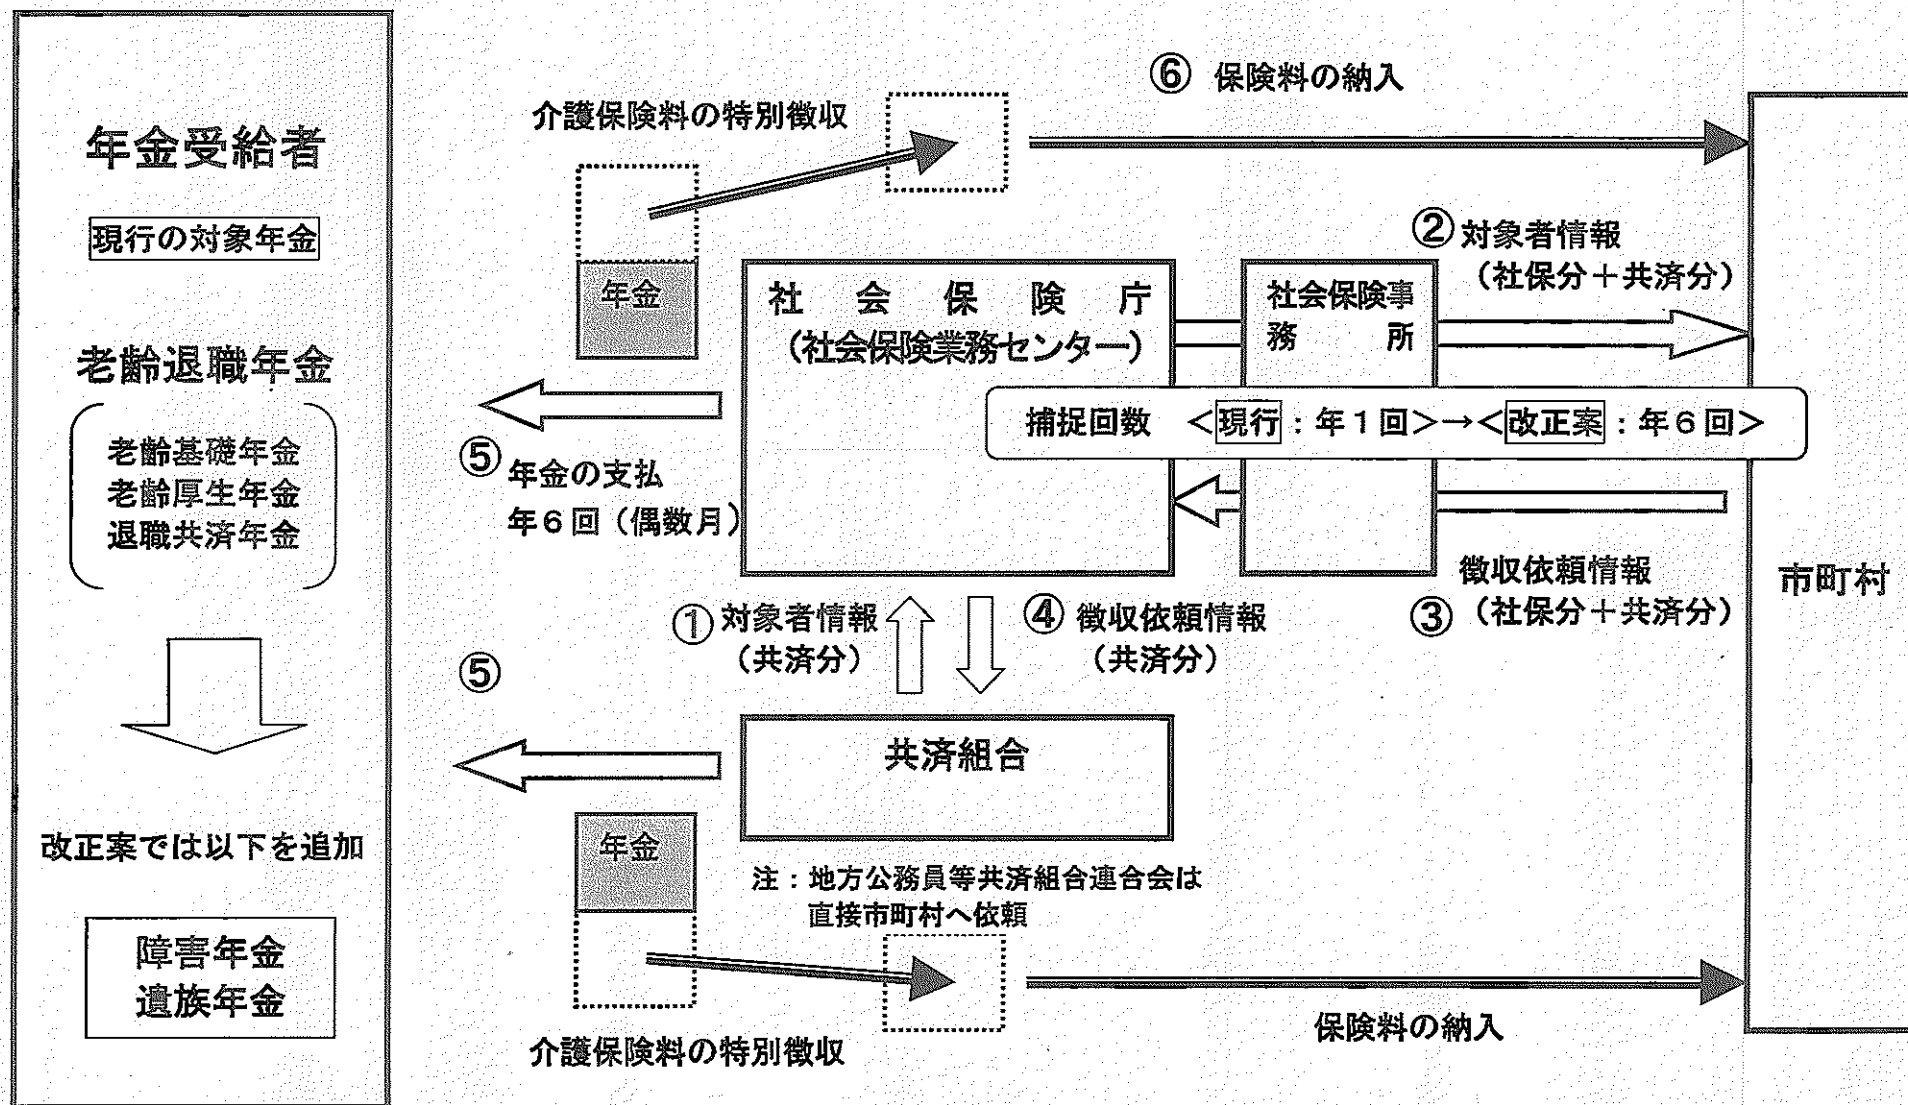 年金受給者
現行の対象年金
老齢退職年金
老齢基礎年金
老齢厚生年金
退職共済年金
改正案では以下を追加
障害年金
遺族年金
介護保険料の特別徴収
年金
⑥ 保険料の納入
社会保険庁
（社会保険業務センター）
社会保険事
務所
② 対象者情報
（社保分＋共済分）
捕捉回数 ＜現行：年１回＞→＜改正案：年６回＞
⑤ 年金の支払
年６回（偶数月）
徴収依頼情報
③（社保分＋共済分）
市町村
① 対象者情報
（共済分）
④ 徴収依頼情報
（共済分）
⑤
共済組合
年金
注：地方公務員等共済組合連合会は
直接市町村へ依頼
介護保険料の特別徴収
保険料の納入